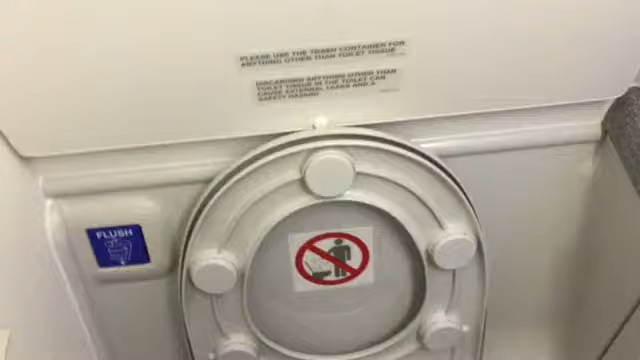 PLEASE USE THE TRASH CONTAINER FOR
ANYTHING OTHER THAN TOILET TISSUE
DISCARDING ANYTHING OTHER THAN
TOILET TISSUE IN THE TOILET CAN
CAUSE EXTERNAL LEAKS AND A
SAFETY HAZARD
FLUSH